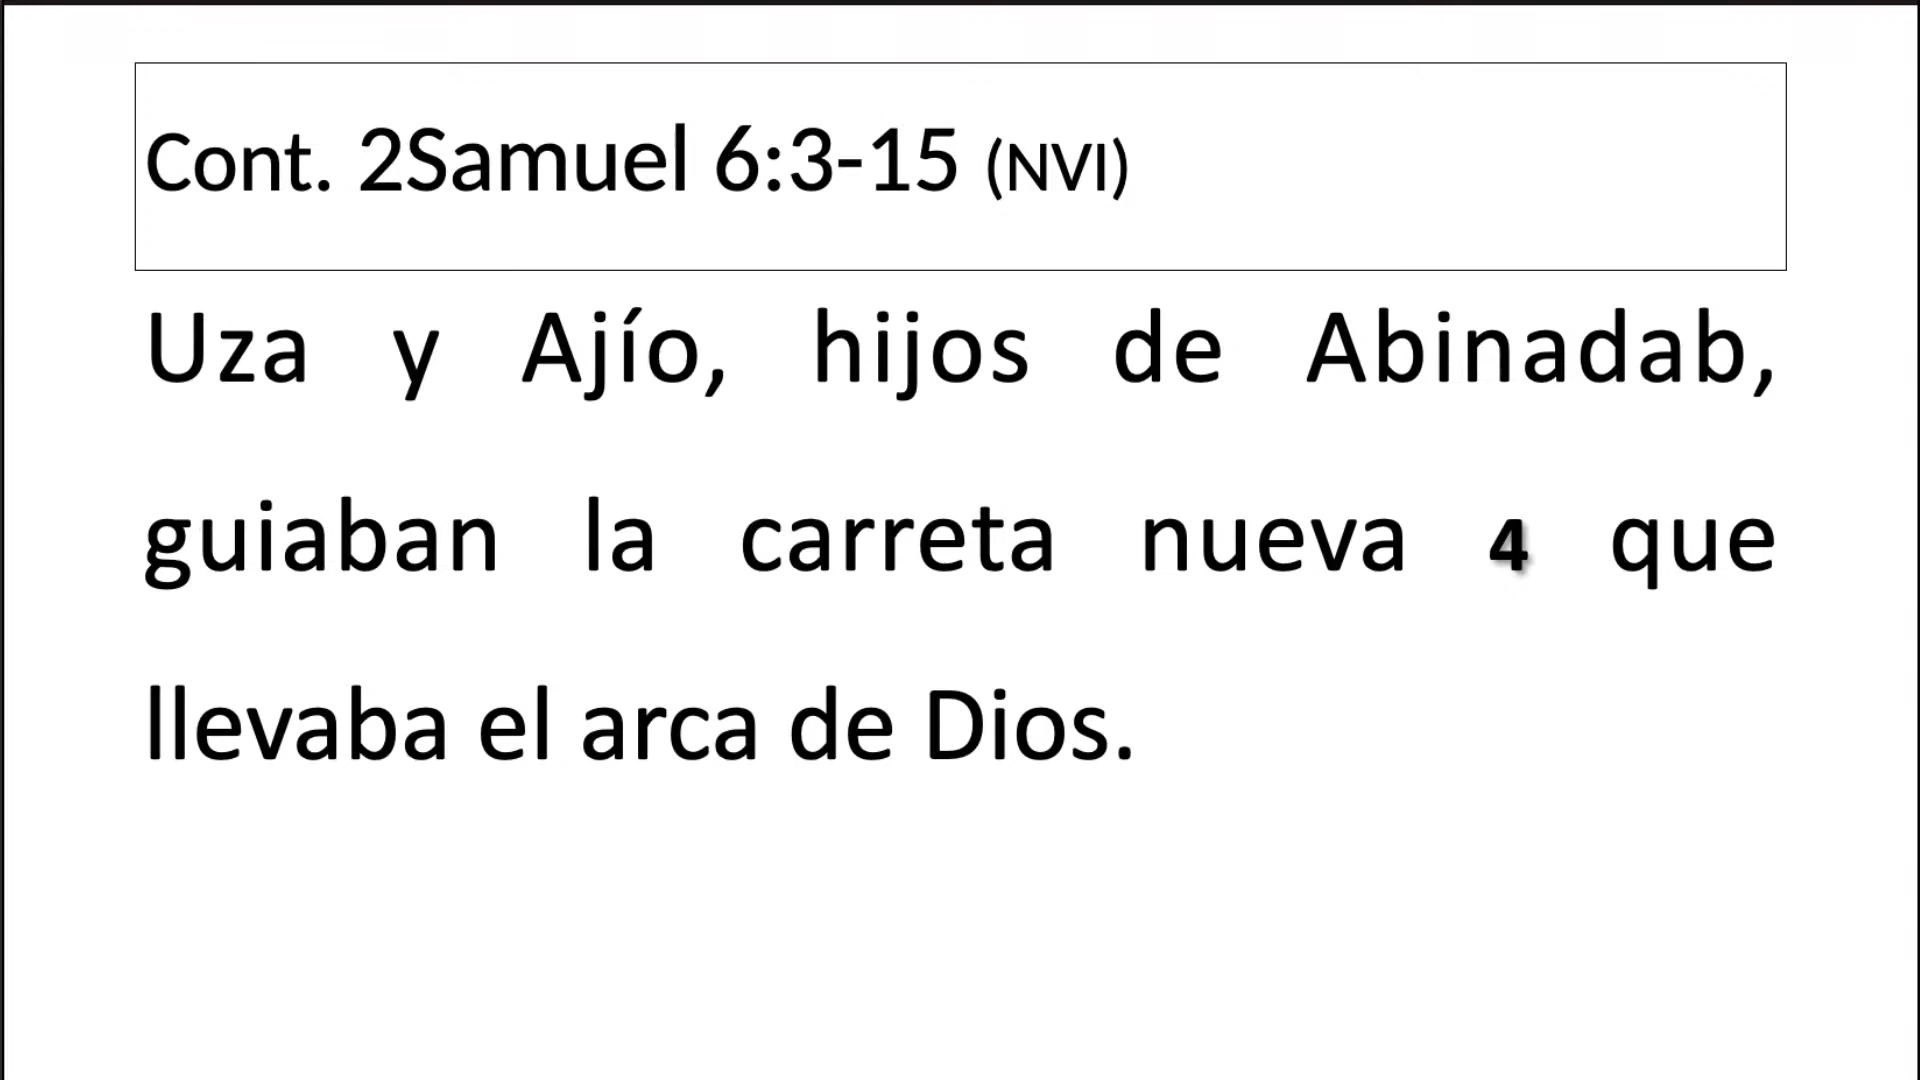 Cont. 2Samuel 6:3-15 (NVI)
Uza y Ajío, hijos de Abinadab,
guiaban la carreta nueva 4 que
llevaba el arca de Dios.